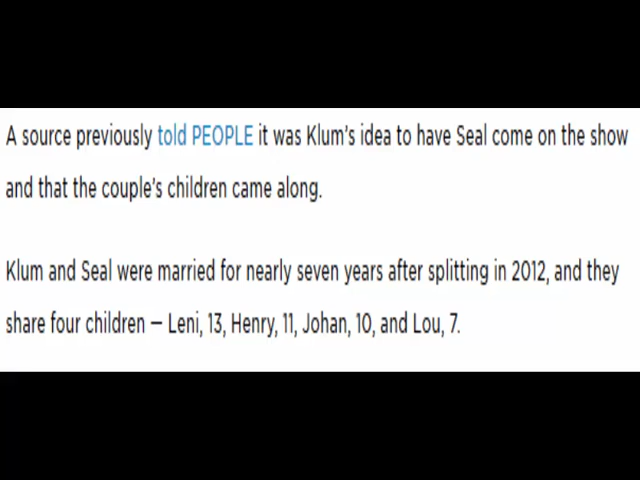 A source previously told PEOPLE it was Klum's idea to have Seal come on the show
and that the couple's children came along.
Klum and Seal were married for nearly seven years after splitting in 2012, and they
share four children — Leni, 13, Henry, 11, Johan, 10, and Lou, 7.